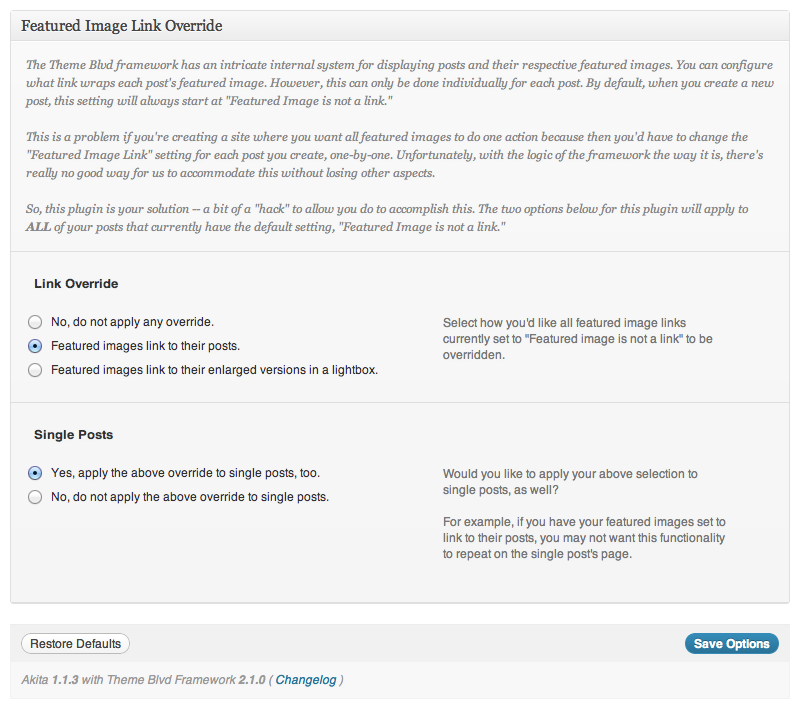 Featured Image Link Override
The Theme Blvd framework has an intricate internal system for displaying posts and their respective featured images. You can configure
what link wraps each post's featured image. However, this can only be done individually for each post. By default, when you create a new
post, this setting will always start at "Featured Image is not a link."
This is a problem if you're creating a site where you want all featured images to do one action because then you'd have to change the
"Featured Image Link" setting for each post you create, one-by-one. Unfortunately, with the logic of the framework the way it is, there's
really no good way for us to accommodate this without losing other aspects.
So, this plugin is your solution -- a bit of a "hack" to allow you do to accomplish this. The two options below for this plugin will apply to
ALL of your posts that currently have the default setting, "Featured Image is not a link."
Link Override
No, do not apply any override.
Featured images link to their posts.
Featured images link to their enlarged versions in a lightbox.
Select how you'd like all featured image links
currently set to "Featured image is not a link" to be
overridden.
Single Posts
Yes, apply the above override to single posts, too.
No, do not apply the above override to single posts.
Would you like to apply your above selection to
single posts, as well?
For example, if you have your featured images set to
link to their posts, you may not want this functionality
to repeat on the single post's page.
Restore Defaults
Save Options
Akita 1.1.3 with Theme Blvd Framework 2.1.0 ( Changelog )